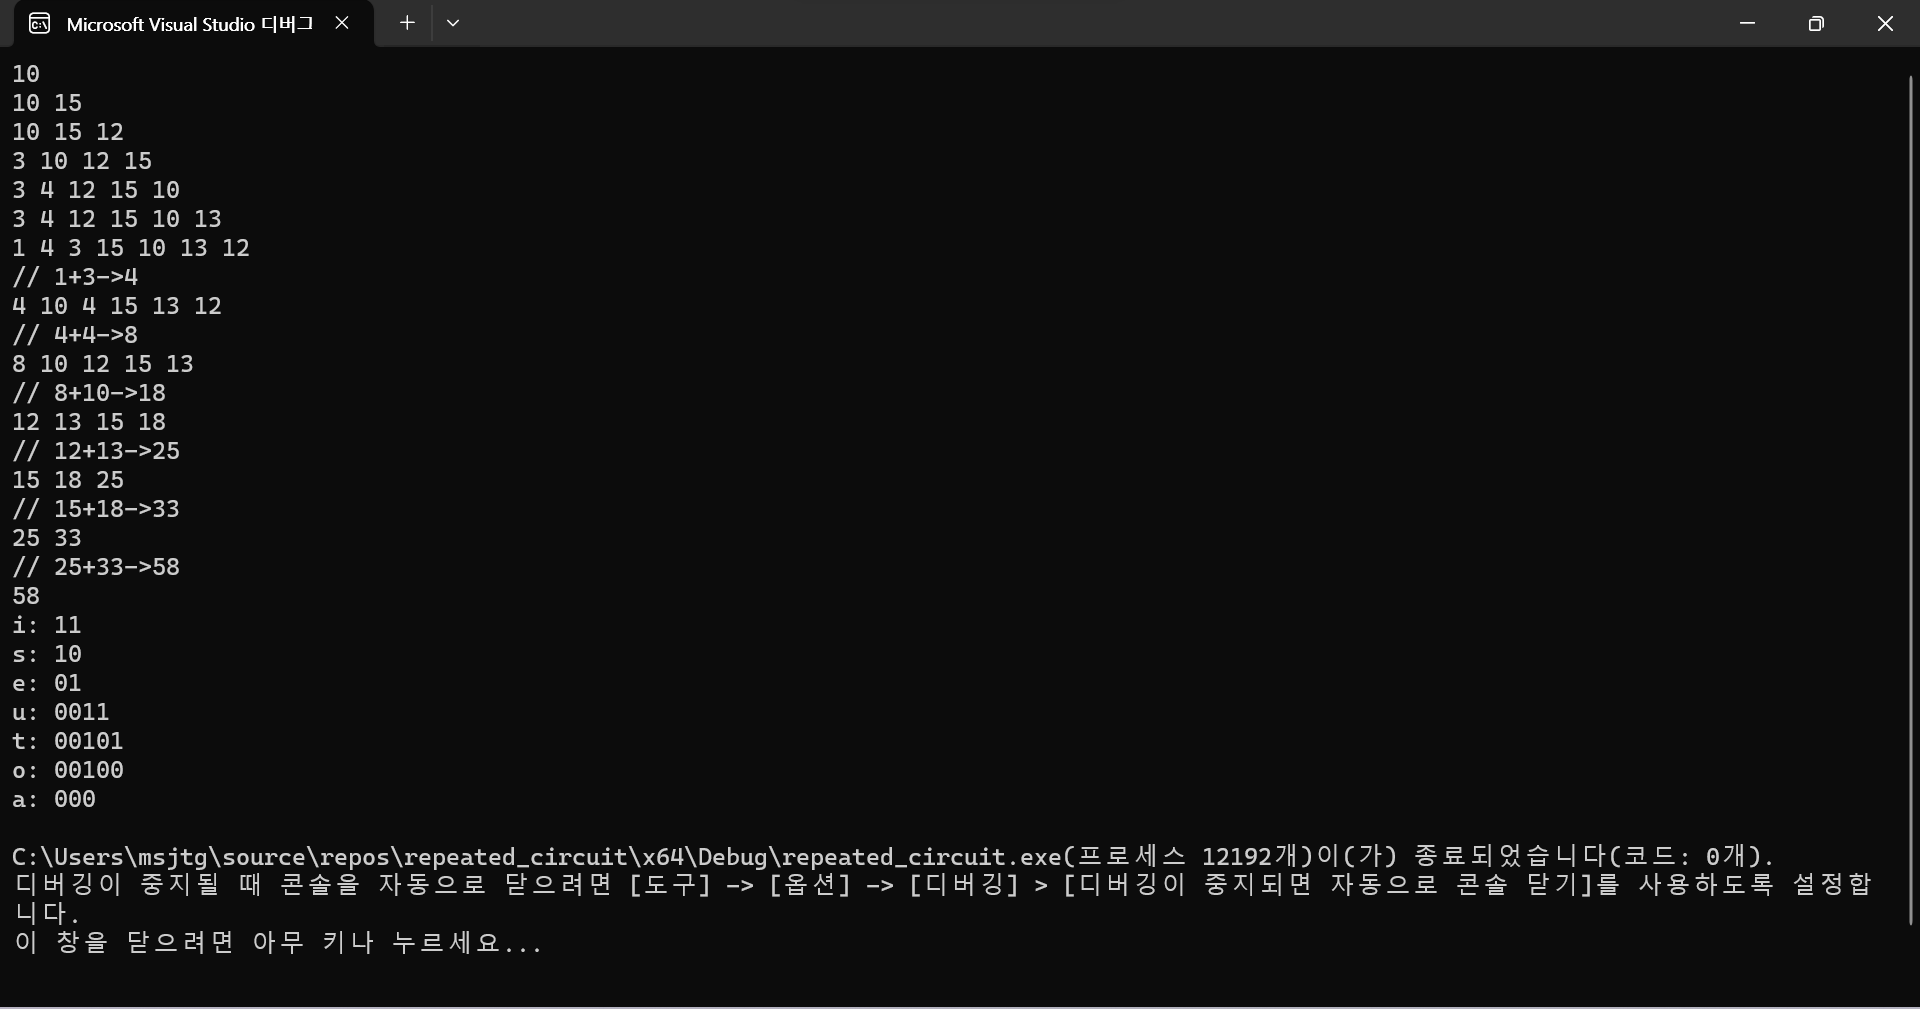 Microsoft Visual Studio 디버그
10
10 15
10 15 12
3 10 12 15
3 4 12 15 10
3 4 12 15 10 13
1 4 3 15 10 13 12
// 1+3->4
4 10 4 15 13 12
// 4+4->8
8 10 12 15 13
// 8+10->18
12 13 15 18
// 12+13->25
15 18 25
// 15+18->33
25 33
// 25+33->58
58
i: 11
s: 10
e: 01
u: 0011
t: 00101
o: 00100
a: 000
C:\Users\msjtg\source\repos\repeated_circuit\x64\Debug\repeated_circuit.exe(프로세스 12192개)이(가) 종료되었습니다(코드: 0개).
디버깅이 중지될 때 콘솔을 자동으로 닫으려면 [도구] -> [옵션] -> [디버깅] > [디버깅이 중지되면 자동으로 콘솔 닫기]를 사용하도록 설정합
니다.
이 창을 닫으려면 아무 키나 누르세요...